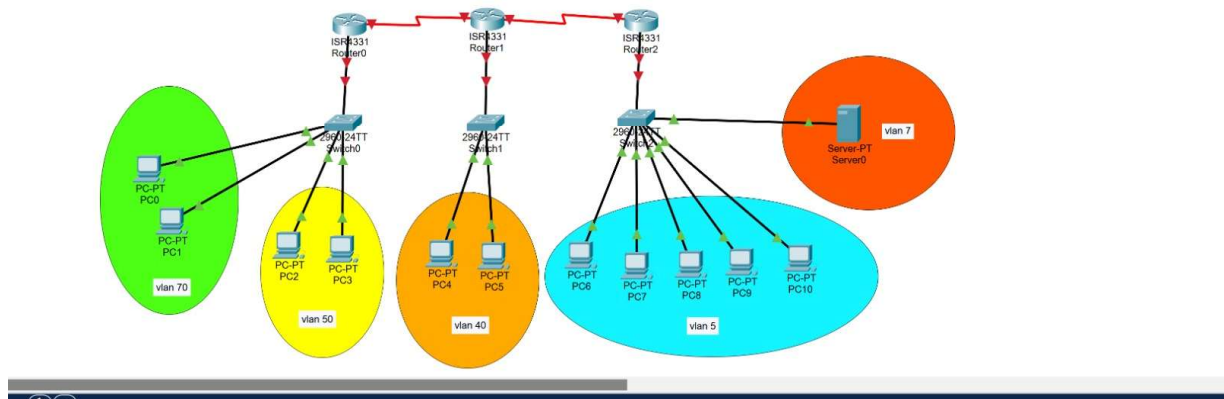 ISR4331
Router0
ISR4331
Router1
ISR4331
Router2
2960-24TT
Switch0
2960-24TT
Switch1
2960-24TT
Switch2
Server-PT
Server0
vlan 7
PC-PT
PC0
PC-PT
PC1
vlan 70
PC-PT
PC2
PC-PT
PC3
vlan 50
PC-PT
PC4
PC-PT
PC5
vlan 40
PC-PT
PC6
PC-PT
PC7
PC-PT
PC8
PC-PT
PC9
PC-PT
PC10
vlan 5